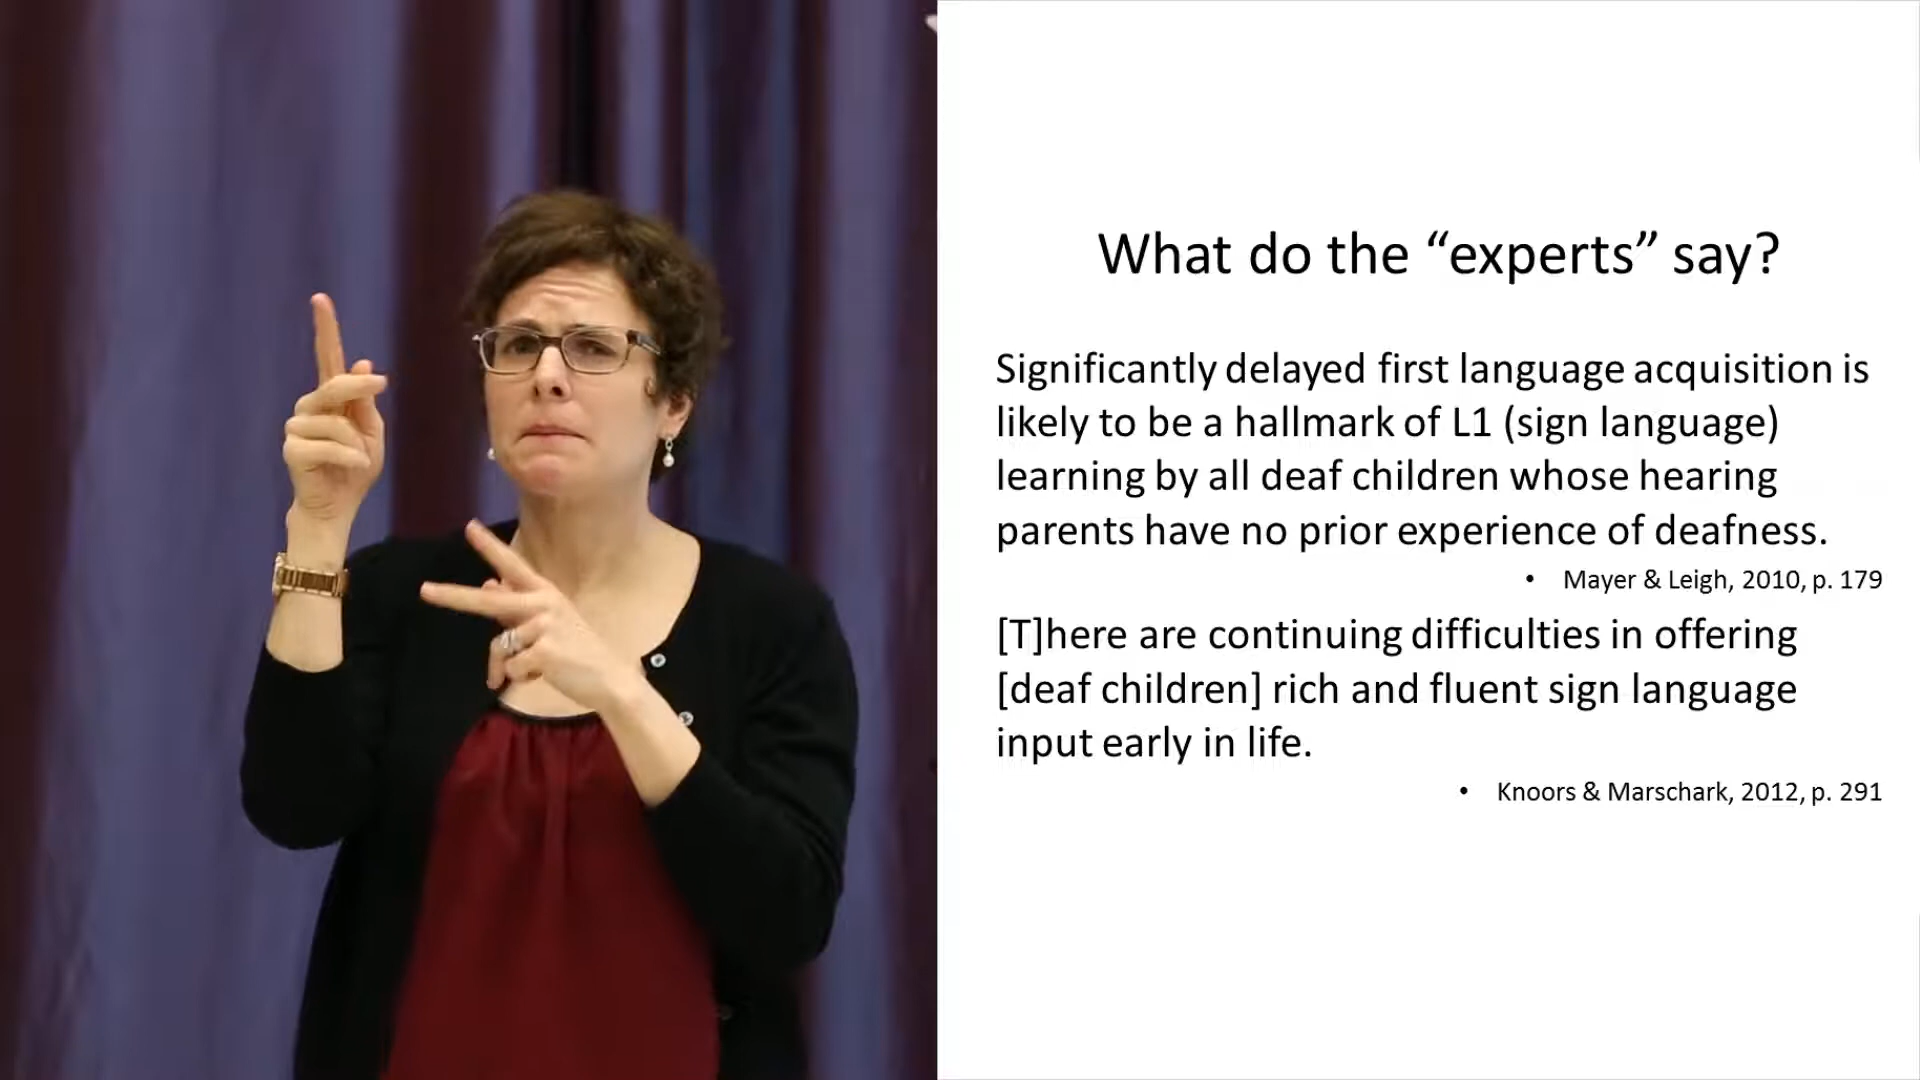 What do the “experts” say?
Significantly delayed first language acquisition is
likely to be a hallmark of L1 (sign language)
learning by all deaf children whose hearing
parents have no prior experience of deafness.
• Mayer & Leigh, 2010, p. 179
[T]here are continuing difficulties in offering
[deaf children] rich and fluent sign language
input early in life.
• Knoors & Marschark, 2012, p. 291